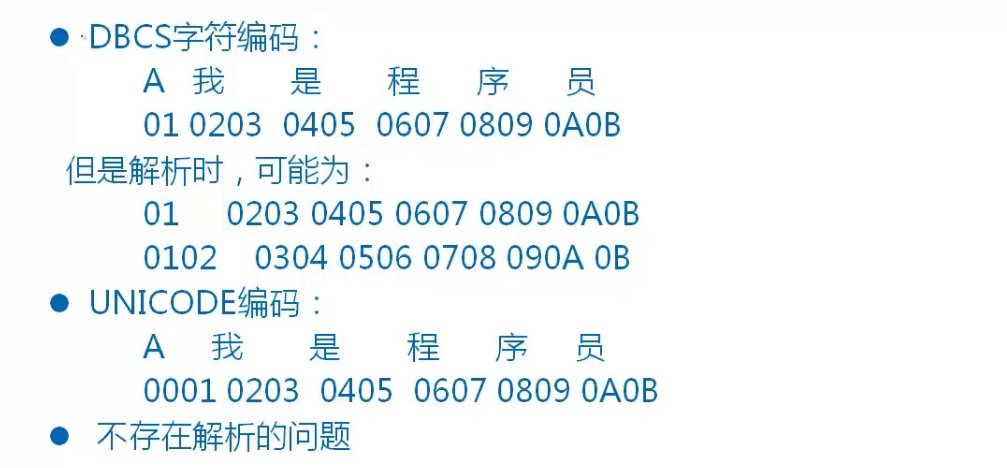 ● DBCS字符编码：
A 我 是 程 序 员
01 0203 0405 0607 0809 0A0B
但是解析时，可能为：
01 0203 0405 0607 0809 0A0B
0102 0304 0506 0708 090A 0B
● UNICODE编码：
A 我 是 程 序 员
0001 0203 0405 0607 0809 0A0B
● 不存在解析的问题